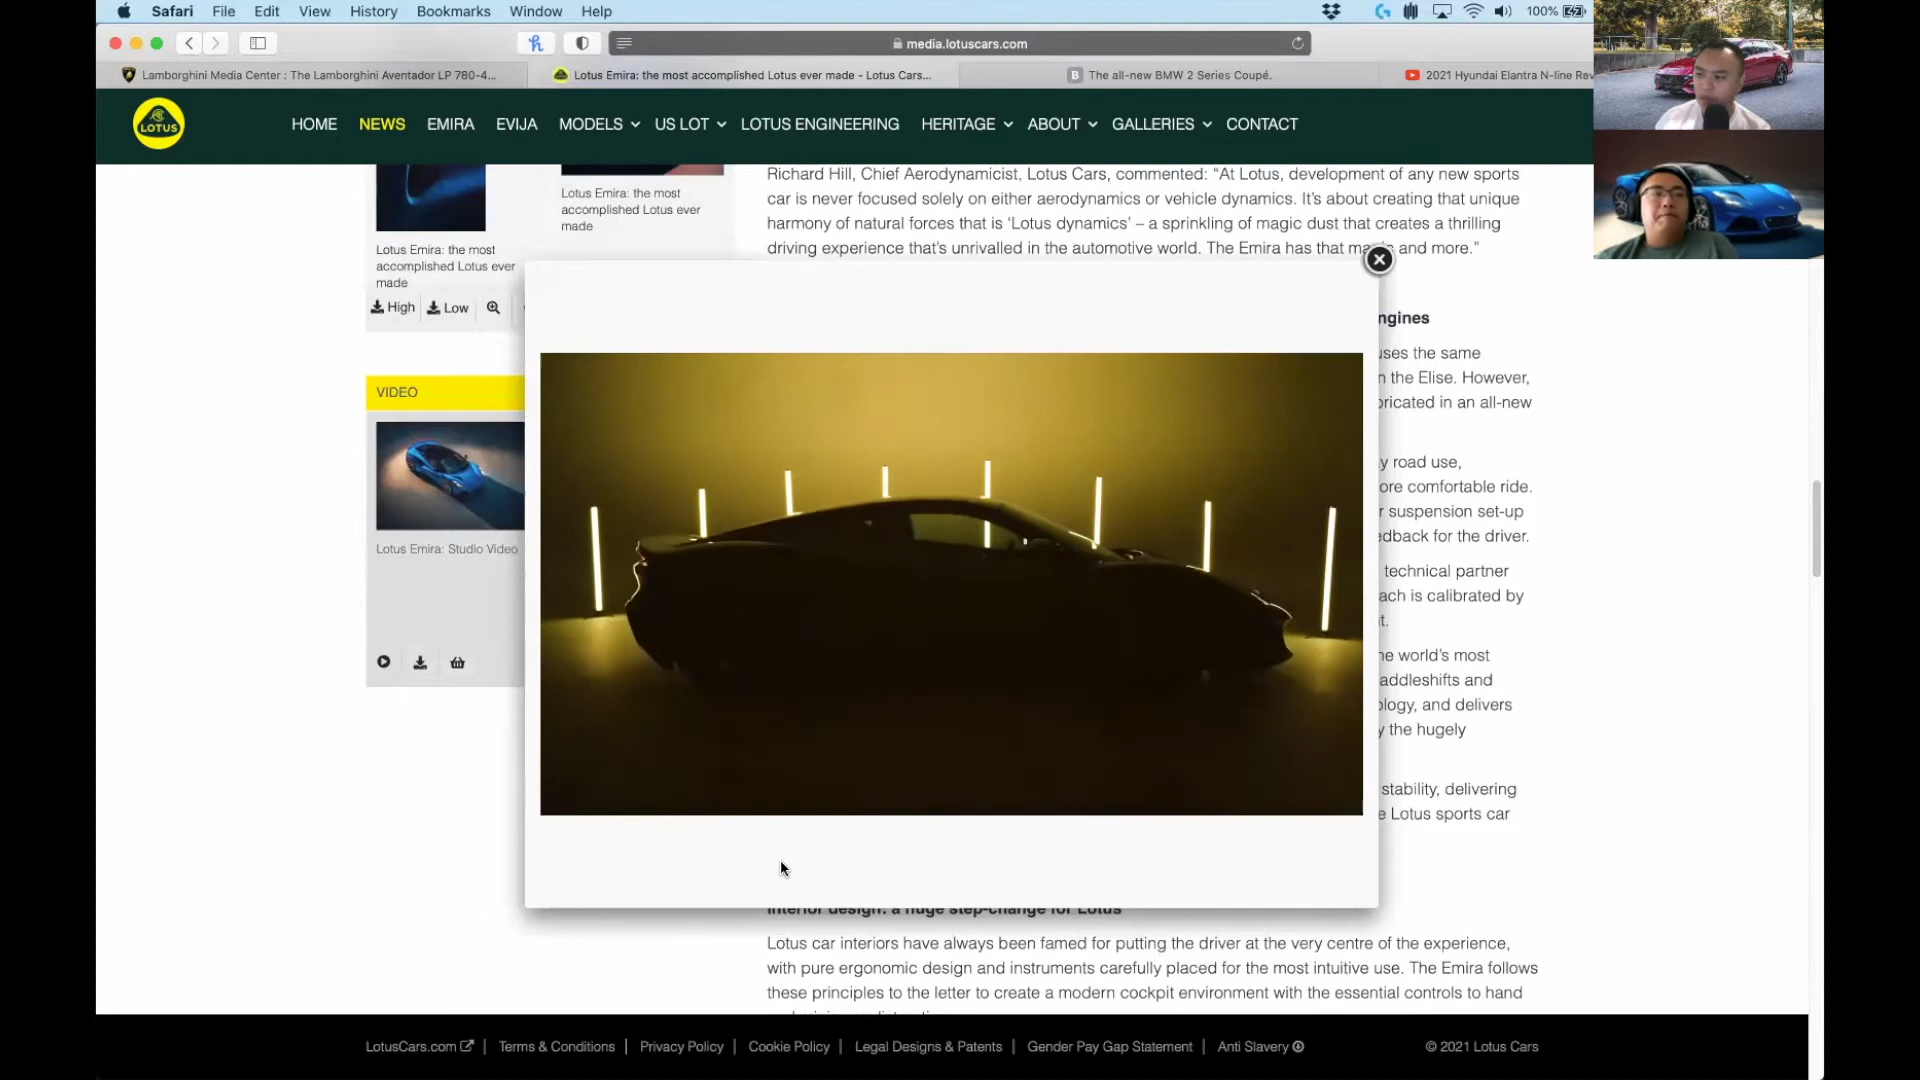 Safari File Edit View History Bookmarks Window Help 100%
media.lotuscars.com
Lamborghini Media Center : The Lamborghini Aventador LP 780-4...
Lotus Emira: the most accomplished Lotus ever made - Lotus Cars...
B The all-new BMW 2 Series Coupé.
2021 Hyundai Elantra N-line Rev
LOTUS
HOME NEWS EMIRA EVIJA MODELS US LOT LOTUS ENGINEERING HERITAGE ABOUT GALLERIES CONTACT
Lotus Emira: the most
accomplished Lotus ever
made
High Low
Lotus Emira: the most
accomplished Lotus ever
made
VIDEO
Lotus Emira: Studio Video
Richard Hill, Chief Aerodynamicist, Lotus Cars, commented: “At Lotus, development of any new sports
car is never focused solely on either aerodynamics or vehicle dynamics. It’s about creating that unique
harmony of natural forces that is ‘Lotus dynamics’ – a sprinkling of magic dust that creates a thrilling
driving experience that’s unrivalled in the automotive world. The Emira has that and more.”
ngines
uses the same
n the Elise. However,
bricated in an all-new
y road use,
ore comfortable ride.
r suspension set-up
edback for the driver.
technical partner
ach is calibrated by
t.
he world’s most
addleshifts and
ology, and delivers
y the hugely
stability, delivering
e Lotus sports car
Interior design: a huge step-change for Lotus
Lotus car interiors have always been famed for putting the driver at the very centre of the experience,
with pure ergonomic design and instruments carefully placed for the most intuitive use. The Emira follows
these principles to the letter to create a modern cockpit environment with the essential controls to hand
LotusCars.com | Terms & Conditions | Privacy Policy | Cookie Policy | Legal Designs & Patents | Gender Pay Gap Statement | Anti Slavery © 2021 Lotus Cars